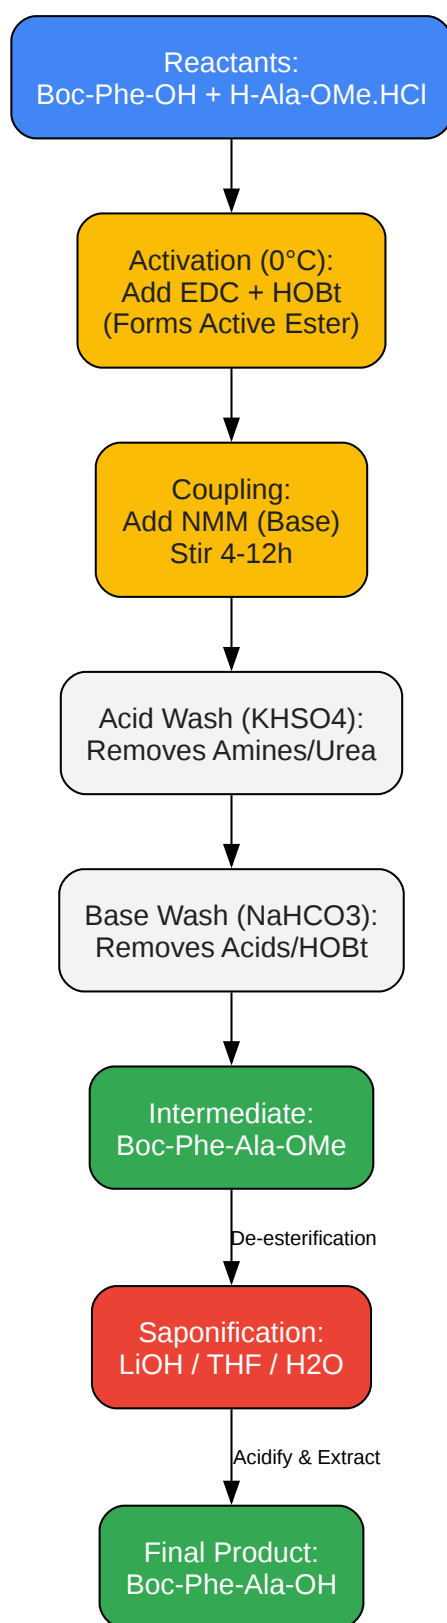 Reactants:
Boc-Phe-OH + H-Ala-OMe.HCl
Activation (0°C):
Add EDC + HOBt
(Forms Active Ester)
Coupling:
Add NMM (Base)
Stir 4-12h
Acid Wash (KHSO4):
Removes Amines/Urea
Base Wash (NaHCO3):
Removes Acids/HOBt
Intermediate:
Boc-Phe-Ala-OMe
De-esterification
Saponification:
LiOH / THF / H2O
Acidify & Extract
Final Product:
Boc-Phe-Ala-OH